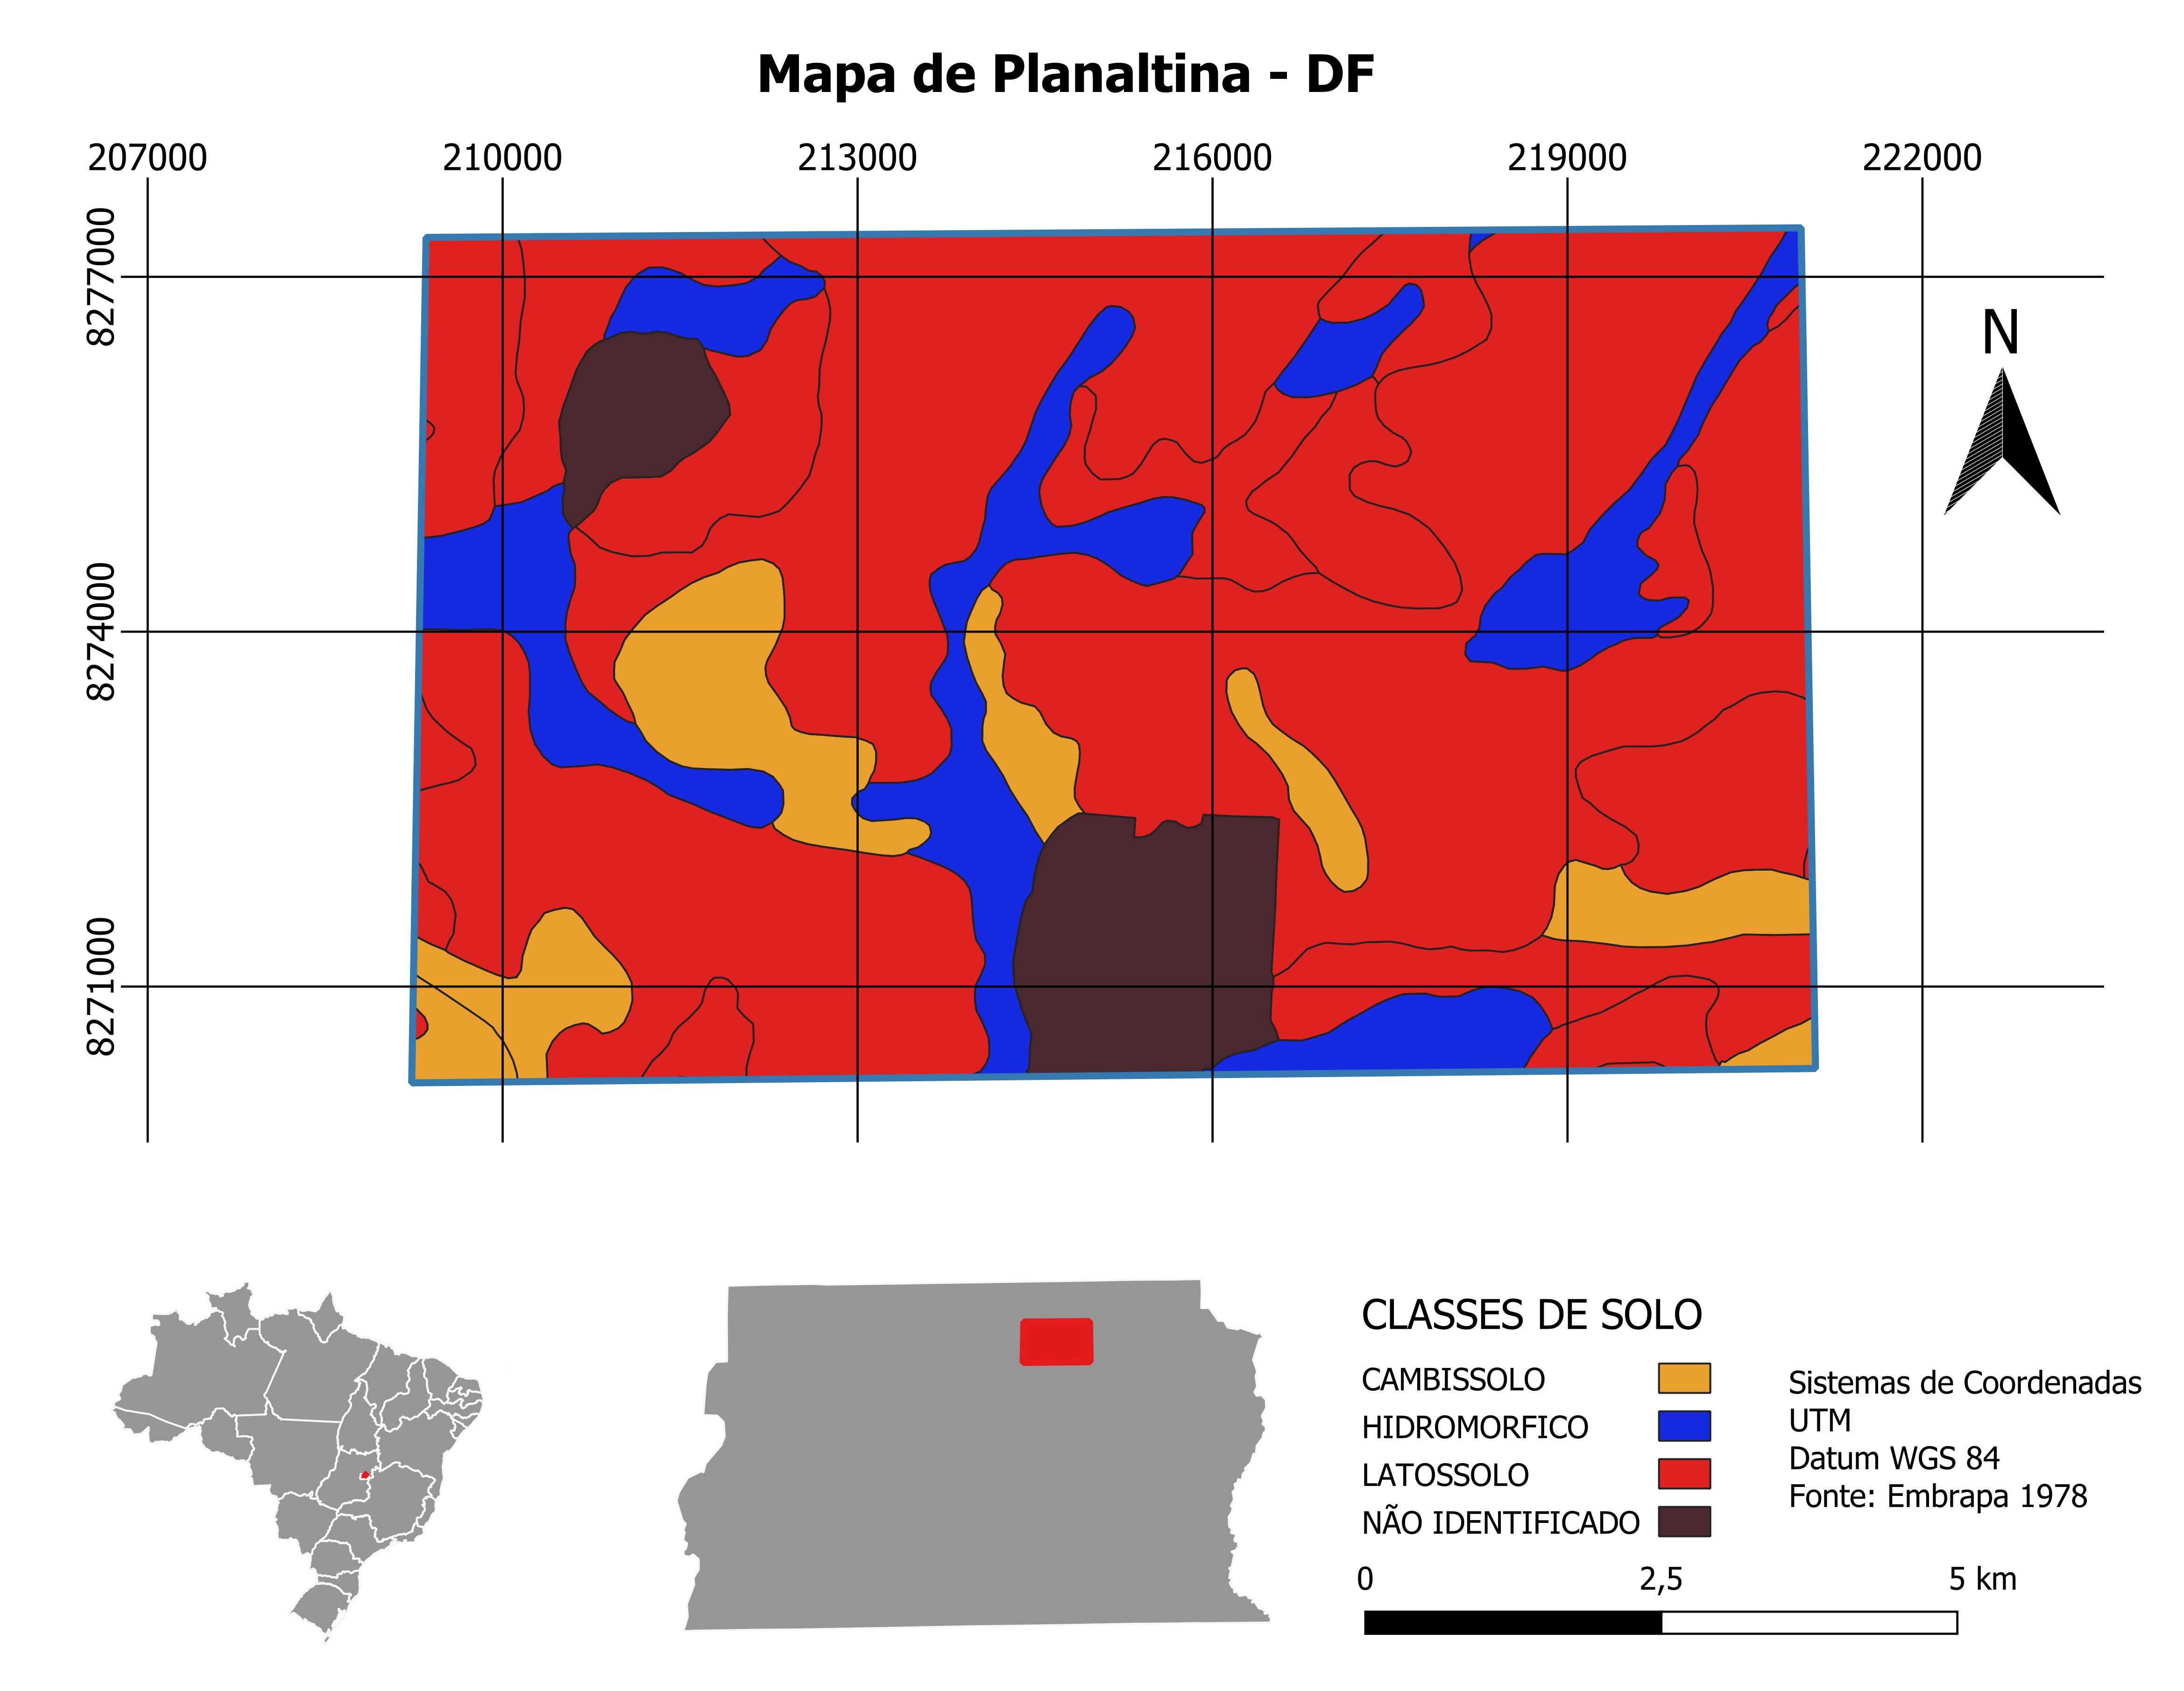 Mapa de Planaltina - DF
207000 210000 213000 216000 219000 222000
8277000
8274000
8271000
N
CLASSES DE SOLO
CAMBISSOLO
HIDROMORFICO
LATOSSOLO
NÃO IDENTIFICADO
Sistemas de Coordenadas
UTM
Datum WGS 84
Fonte: Embrapa 1978
0 2,5 5 km